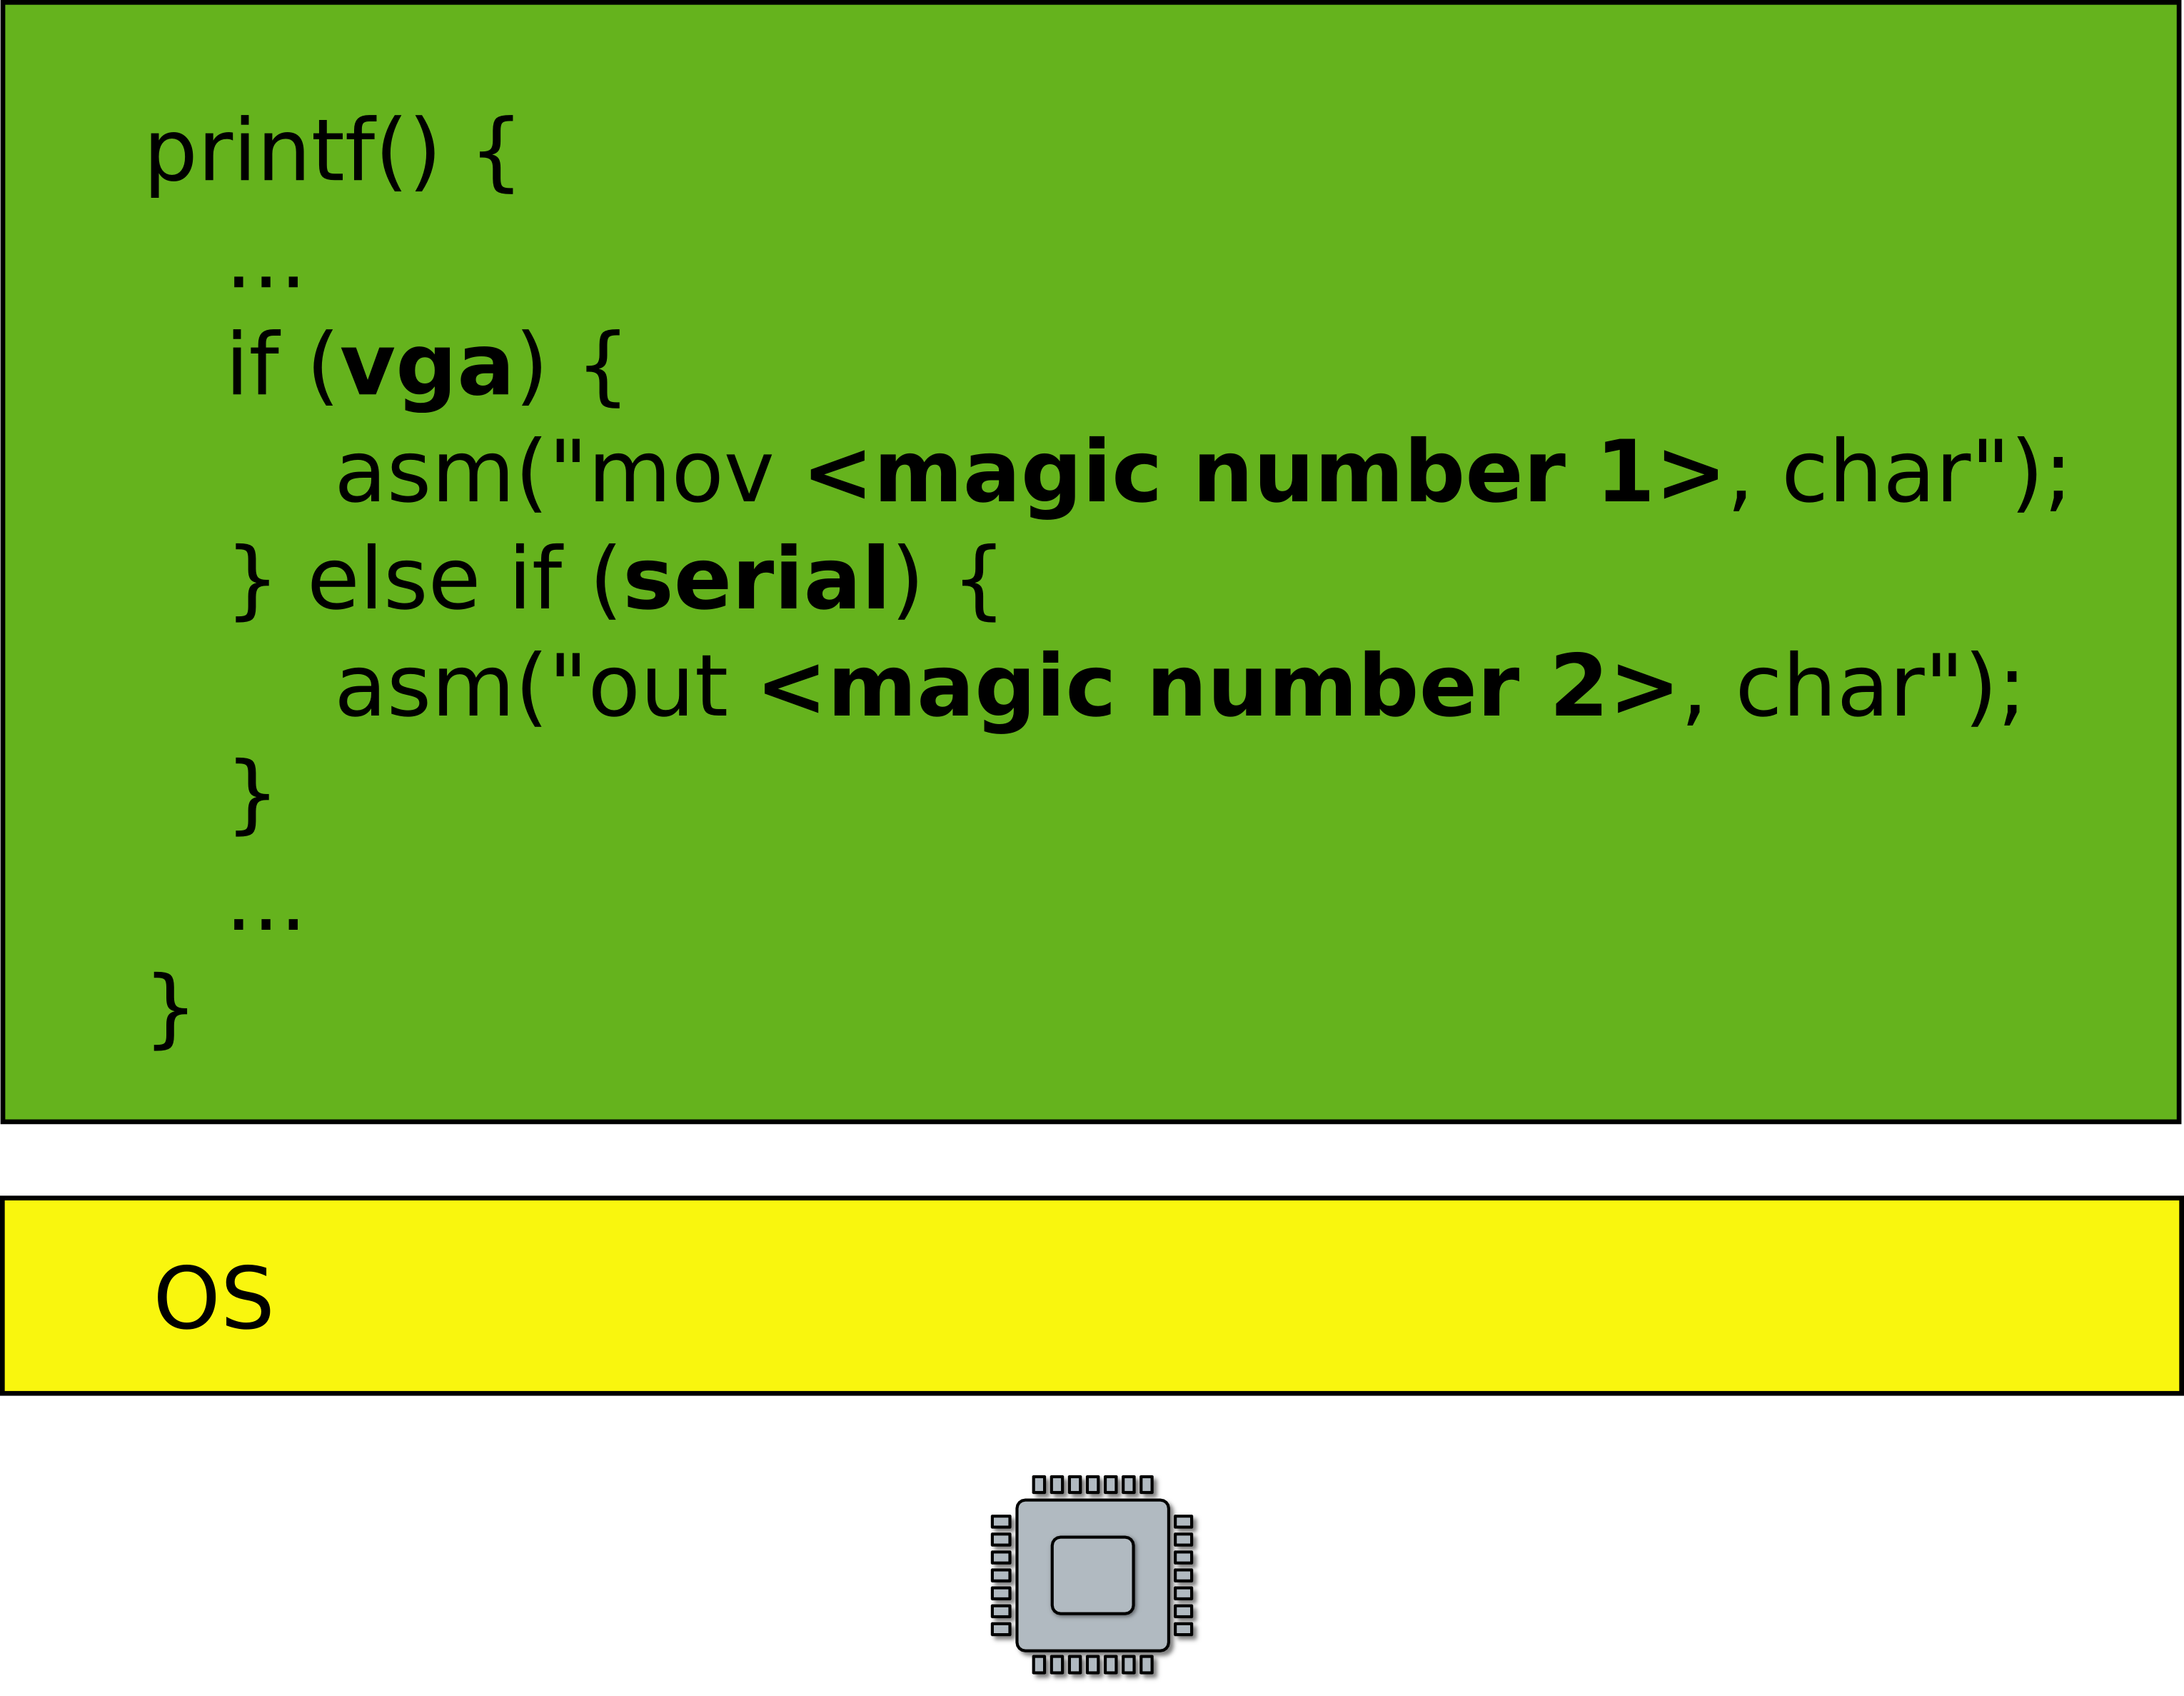 printf() {
...
if (vga) {
asm("mov <magic number 1>, char");
} else if (serial) {
asm("out <magic number 2>, char");
}
...
}
OS